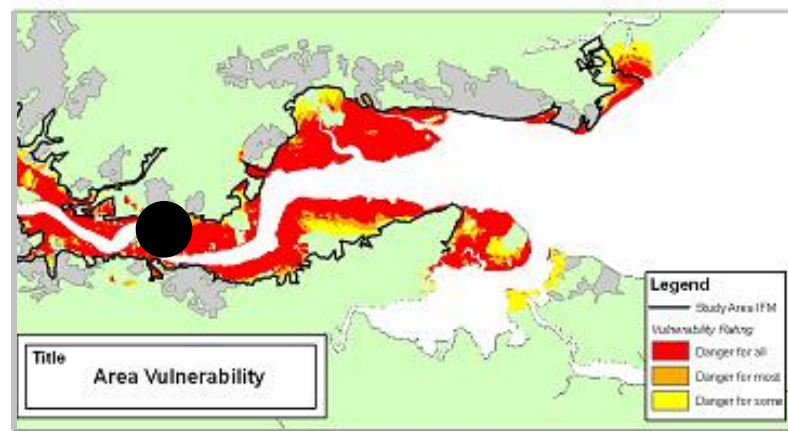 Legend
Study Area IFM
Vulnerability Rating
Danger for all
Danger for most
Danger for some
Title
Area Vulnerability